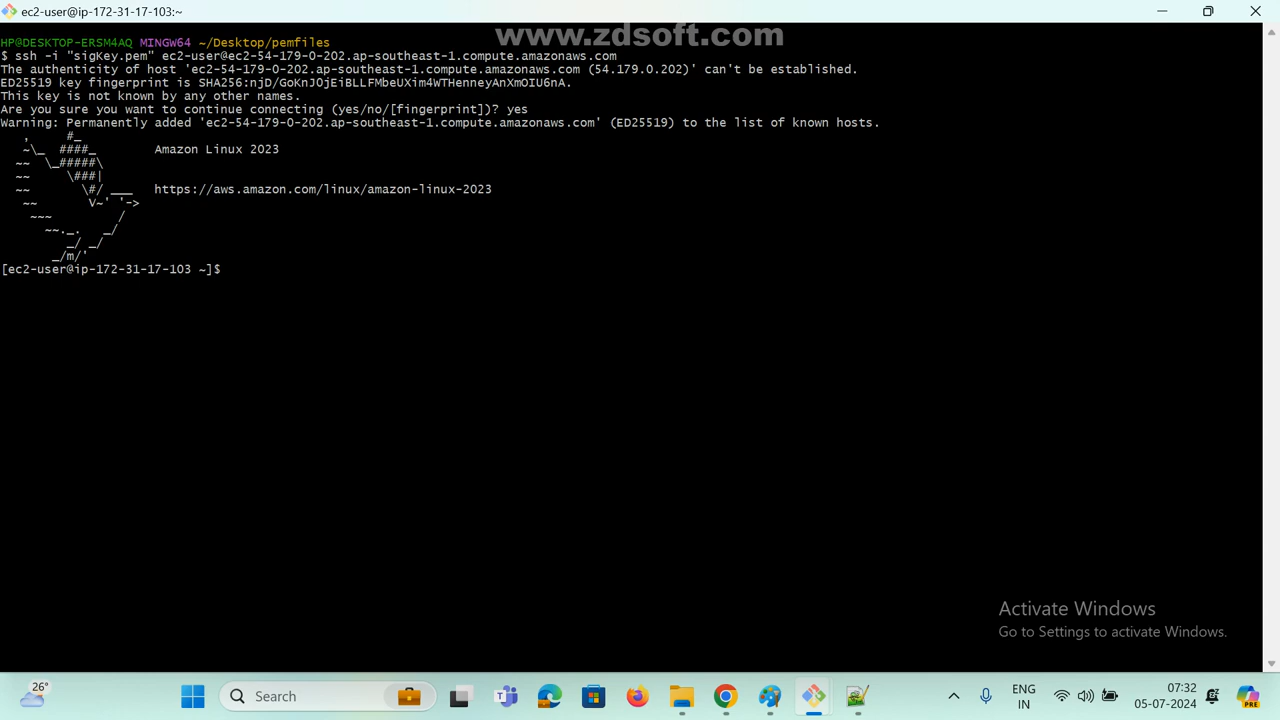 ec2-user@ip-172-31-17-103:~
www.zdsoft.com
HP@DESKTOP-ERSM4AQ MINGW64 ~/Desktop/pemfiles
$ ssh -i "sigKey.pem" ec2-user@ec2-54-179-0-202.ap-southeast-1.compute.amazonaws.com
The authenticity of host 'ec2-54-179-0-202.ap-southeast-1.compute.amazonaws.com (54.179.0.202)' can't be established.
ED25519 key fingerprint is SHA256:njD/GoKnJ0jEiBLLFMbeUXim4WTHenneyAnXmOIU6nA.
This key is not known by any other names.
Are you sure you want to continue connecting (yes/no/[fingerprint])? yes
Warning: Permanently added 'ec2-54-179-0-202.ap-southeast-1.compute.amazonaws.com' (ED25519) to the list of known hosts.
   ,     #_
   ~\_  ####_        Amazon Linux 2023
  ~~  \_#####\
  ~~     \###|
  ~~       \#/ ___   https://aws.amazon.com/linux/amazon-linux-2023
   ~~       V~' '->
    ~~~         /
      ~~._.   _/
         _/ _/
       _/m/'
[ec2-user@ip-172-31-17-103 ~]$
Activate Windows
Go to Settings to activate Windows.
26°
Search
ENG
IN
07:32
05-07-2024
PRE